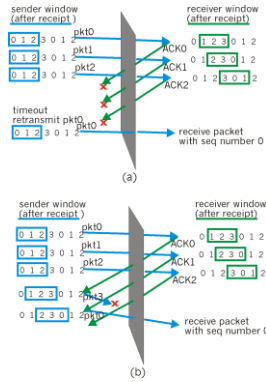 sender window
(after receipt)
receiver window
(after receipt)
0 1 2 3 0 1 2 pkt0
0 1 2 3 0 1 2 pkt1
0 1 2 3 0 1 2 pkt2
ACK0 0 1 2 3 0 1 2
ACK1 0 1 2 3 0 1 2
ACK2 0 1 2 3 0 1 2
timeout
retransmit pkt0
0 1 2 3 0 1 2 pkt0
receive packet
with seq number 0
(a)
sender window
(after receipt)
receiver window
(after receipt)
0 1 2 3 0 1 2 pkt0
0 1 2 3 0 1 2 pkt1
0 1 2 3 0 1 2 pkt2
ACK0 0 1 2 3 0 1 2
ACK1 0 1 2 3 0 1 2
ACK2 0 1 2 3 0 1 2
0 1 2 3 0 1 2 pkt3
0 1 2 3 0 1 2 pkt0
receive packet
with seq number 0
(b)